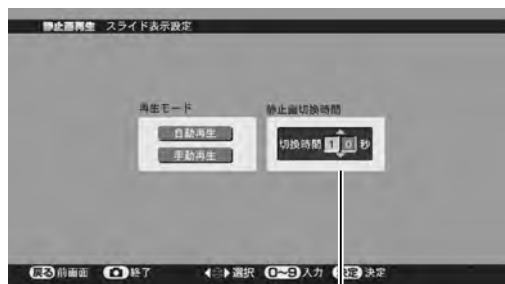 静止画再生 スライド表示設定
再生モード 静止画切換時間
自動再生
手動再生
切換時間 10 秒
戻る 前画面 終了 選択 0~9 入力 決定 決定